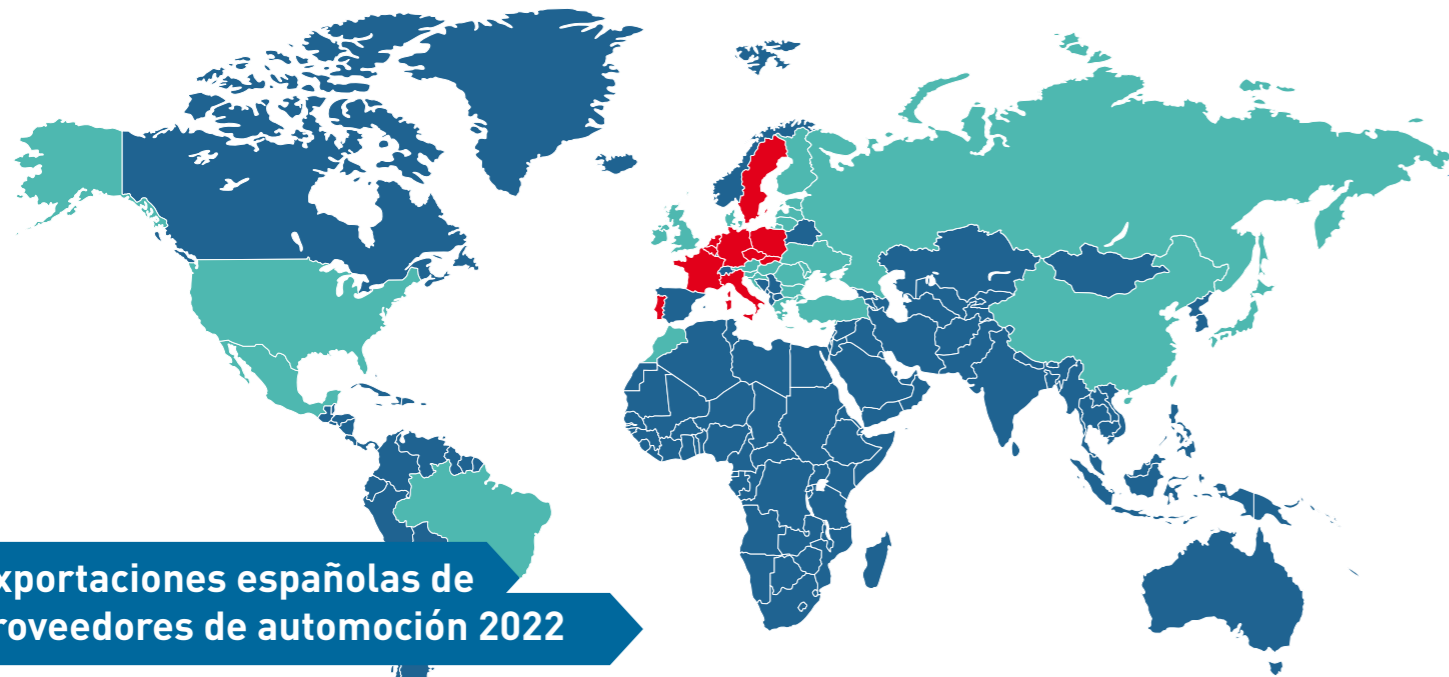 xportaciones españolas de
roveedores de automoción 2022